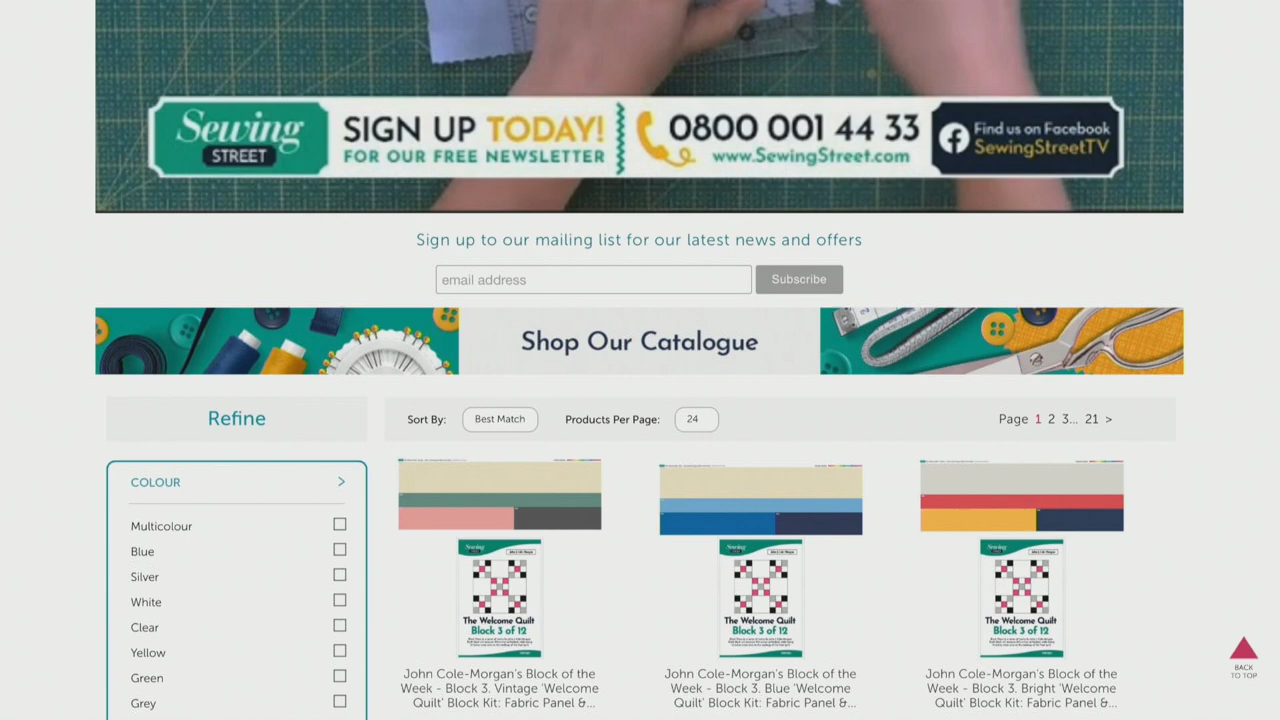 Sewing
STREET
SIGN UP TODAY!
FOR OUR FREE NEWSLETTER
0800 001 44 33
www.SewingStreet.com
Find us on Facebook
SewingStreetTV
Sign up to our mailing list for our latest news and offers
email address
Subscribe
Shop Our Catalogue
Refine
Sort By:
Best Match
Products Per Page:
24
Page 1 2 3... 21 >
COLOUR >
Multicolour
Blue
Silver
White
Clear
Yellow
Green
Grey
Sewing
The Welcome Quilt
Block 3 of 12
John Cole-Morgan's Block of the
Week - Block 3. Vintage 'Welcome
Quilt' Block Kit: Fabric Panel &...
Sewing
The Welcome Quilt
Block 3 of 12
John Cole-Morgan's Block of the
Week - Block 3. Blue 'Welcome
Quilt' Block Kit: Fabric Panel &...
Sewing
The Welcome Quilt
Block 3 of 12
John Cole-Morgan's Block of the
Week - Block 3. Bright 'Welcome
Quilt' Block Kit: Fabric Panel &...
BACK
TO TOP